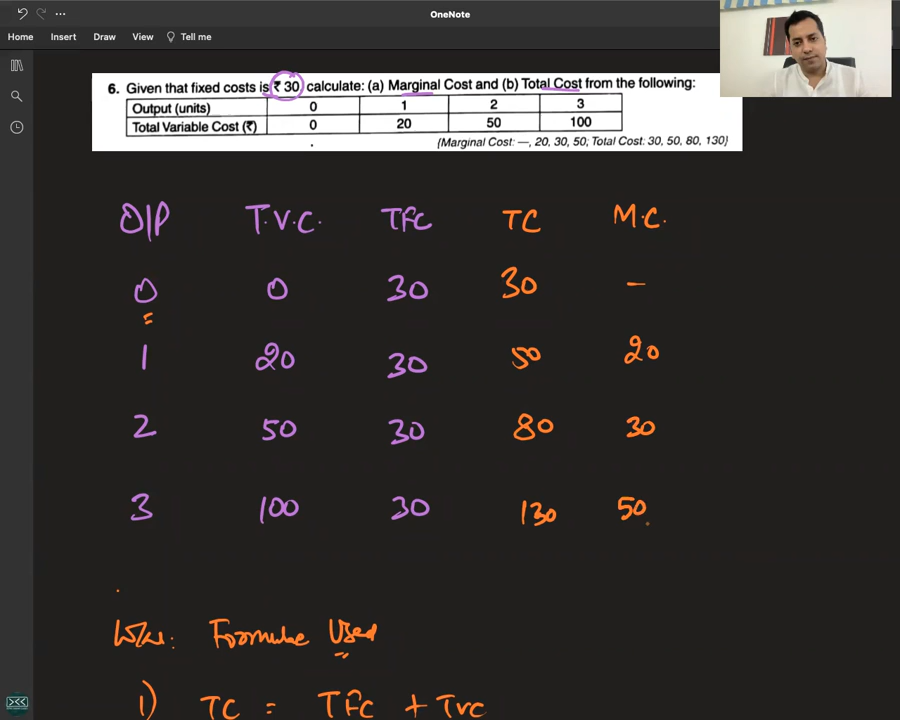 OneNote
Home Insert Draw View Tell me
6. Given that fixed costs is ₹ 30 calculate: (a) Marginal Cost and (b) Total Cost from the following:
Output (units) 0 1 2 3
Total Variable Cost (₹) 0 20 50 100
(Marginal Cost: —, 20, 30, 50; Total Cost: 30, 50, 80, 130)
O/P T.V.C. TFC TC M.C.
0 0 30 30 -
1 20 30 50 20
2 50 30 80 30
3 100 30 130 50
Formulae Used
1) TC = TFC + TVC